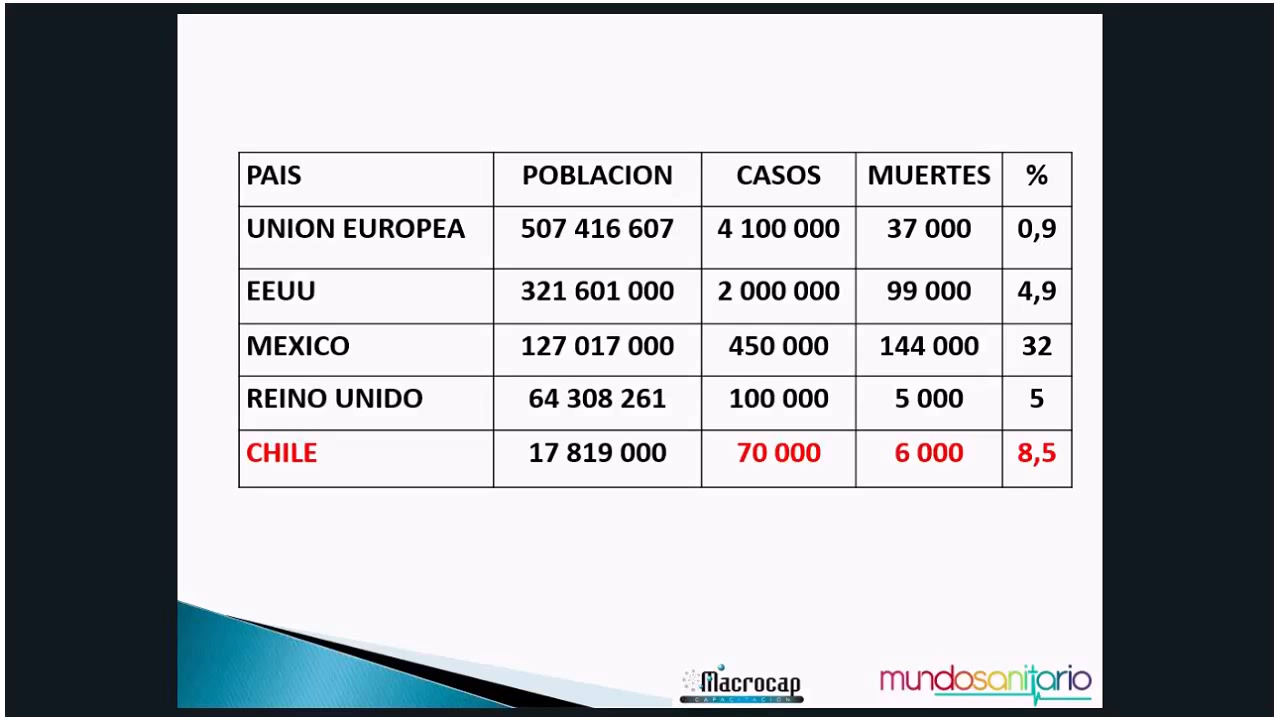 PAIS POBLACION CASOS MUERTES %
UNION EUROPEA 507 416 607 4 100 000 37 000 0,9
EEUU 321 601 000 2 000 000 99 000 4,9
MEXICO 127 017 000 450 000 144 000 32
REINO UNIDO 64 308 261 100 000 5 000 5
CHILE 17 819 000 70 000 6 000 8,5
Macrocap mundosanitario
CAPACITACIÓN